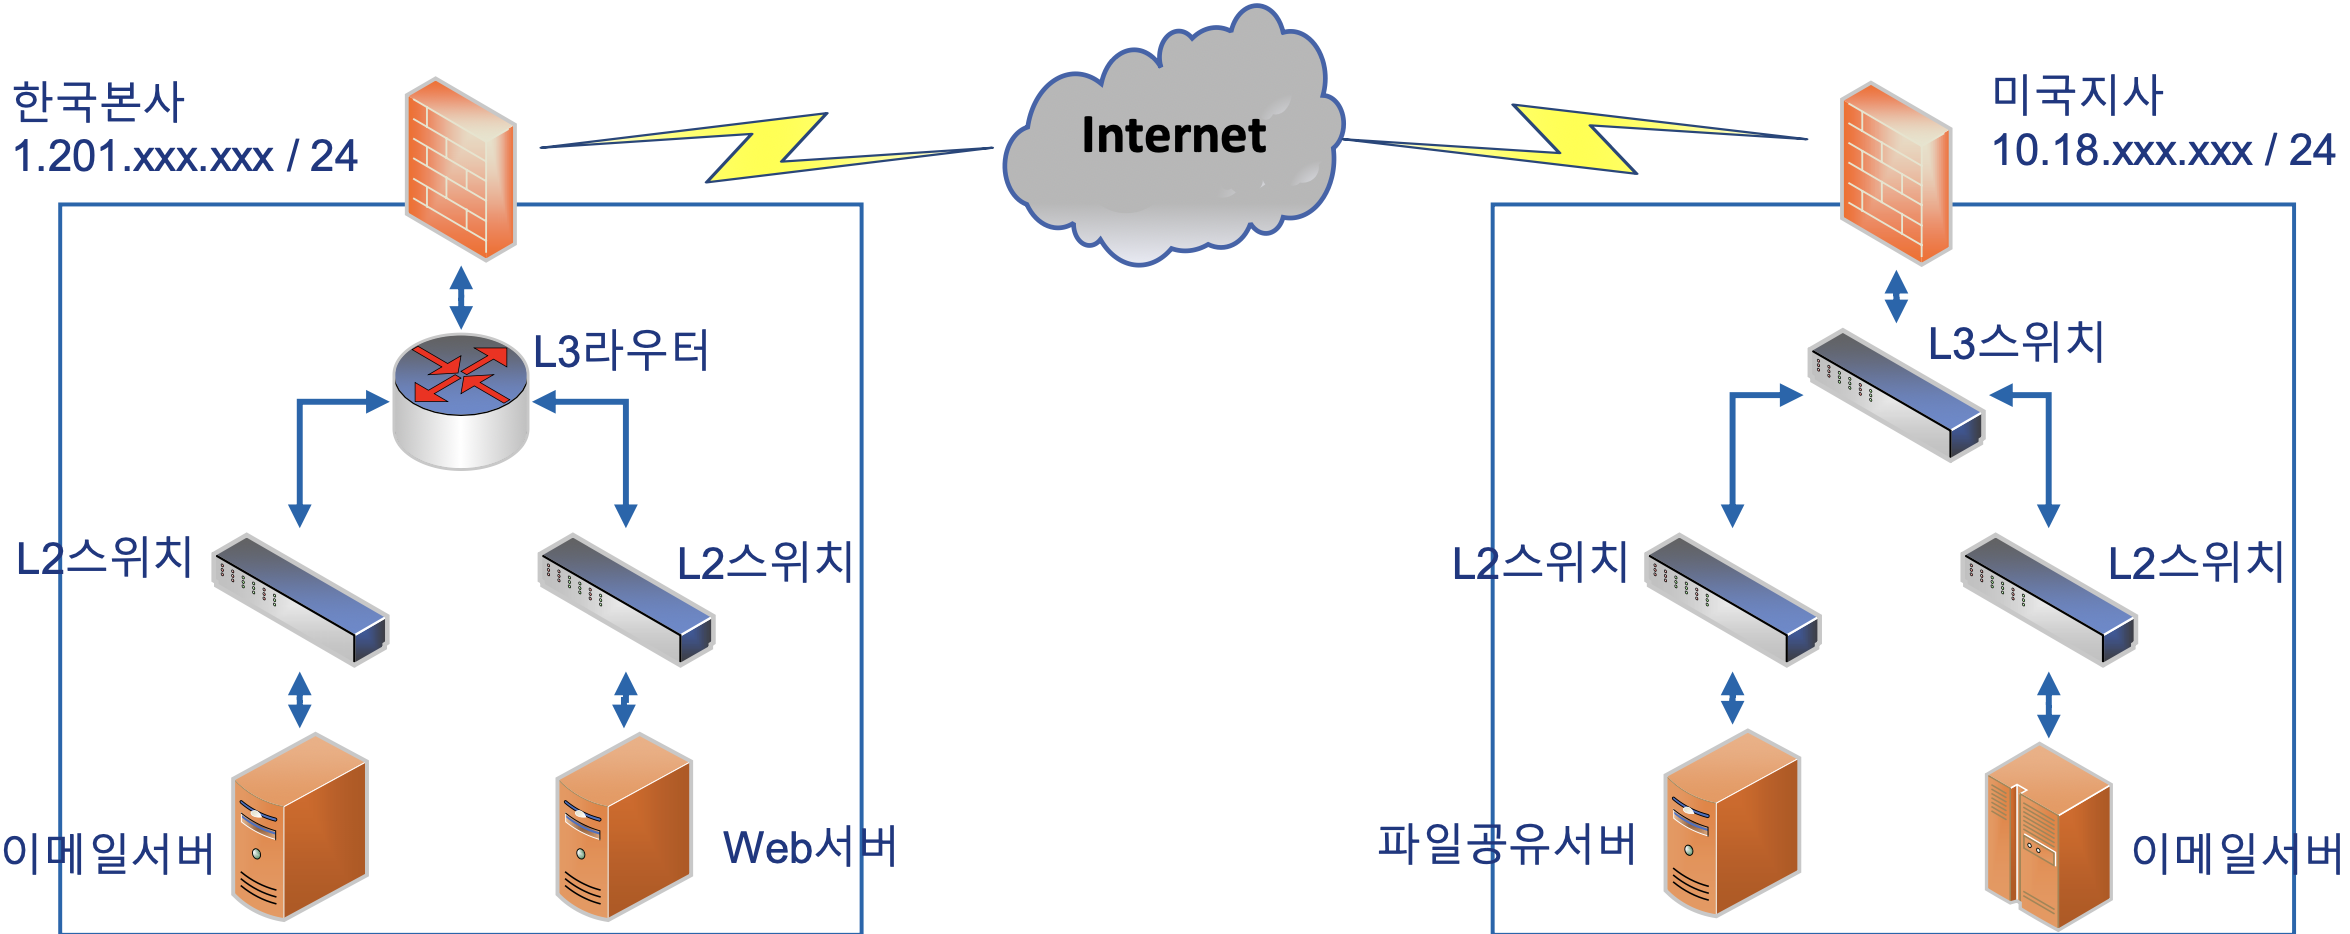 한국본사
1.201.xxx.xxx / 24
Internet
미국지사
10.18.xxx.xxx / 24
L3라우터
L3스위치
L2스위치
L2스위치
L2스위치
L2스위치
이메일서버
Web서버
파일공유서버
이메일서버